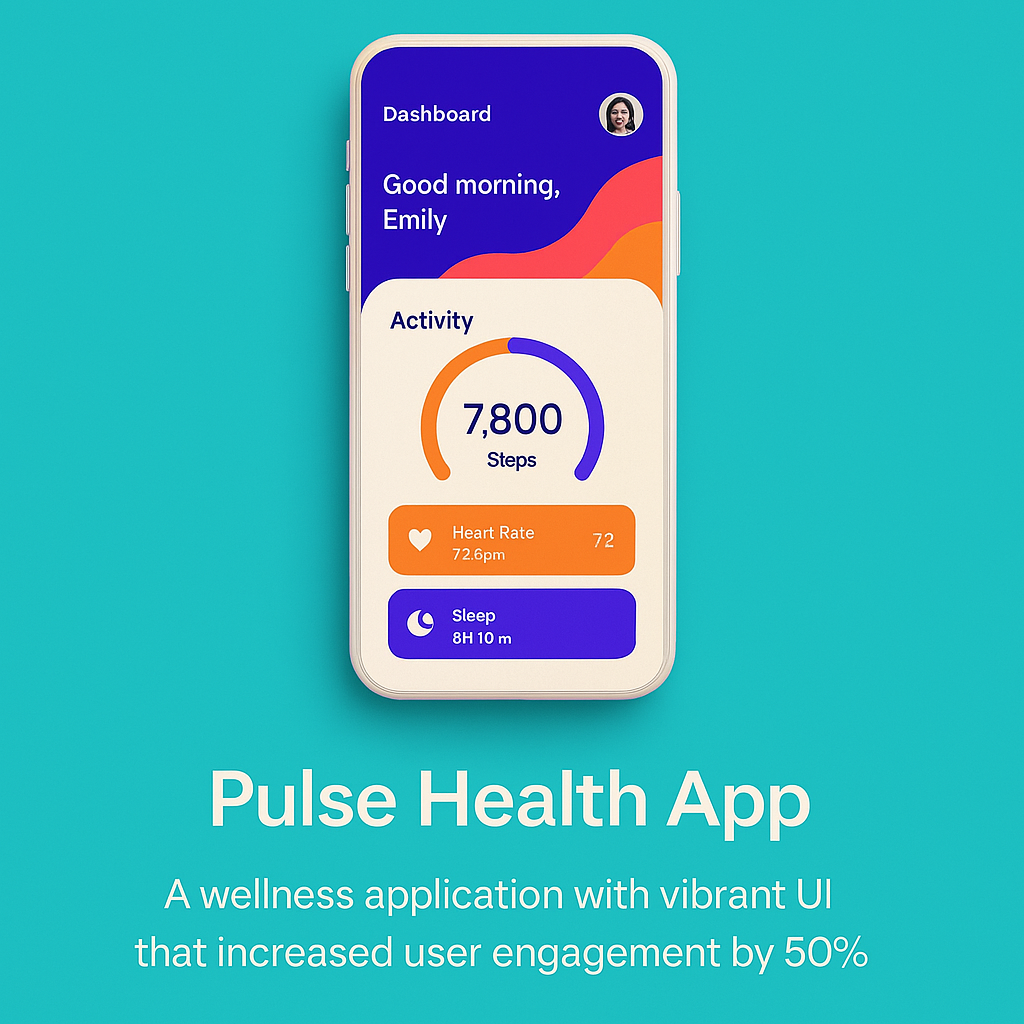 Dashboard
Good morning,
Emily
Activity
7,800
Steps
Heart Rate
72.6pm
72
Sleep
8H 10 m
Pulse Health App
A wellness application with vibrant UI
that increased user engagement by 50%